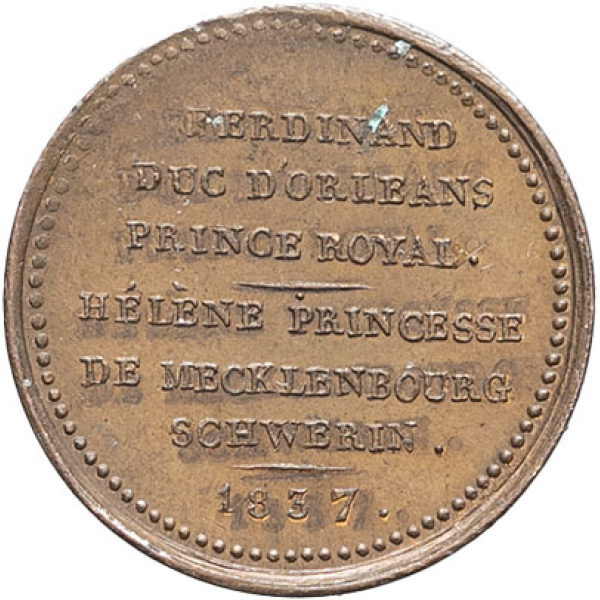 FERDINAND
DUC D'ORLEANS
PRINCE ROYAL.
HÉLÈNE PRINCESSE
DE MECKLENBOURG
SCHWERIN.
1837.